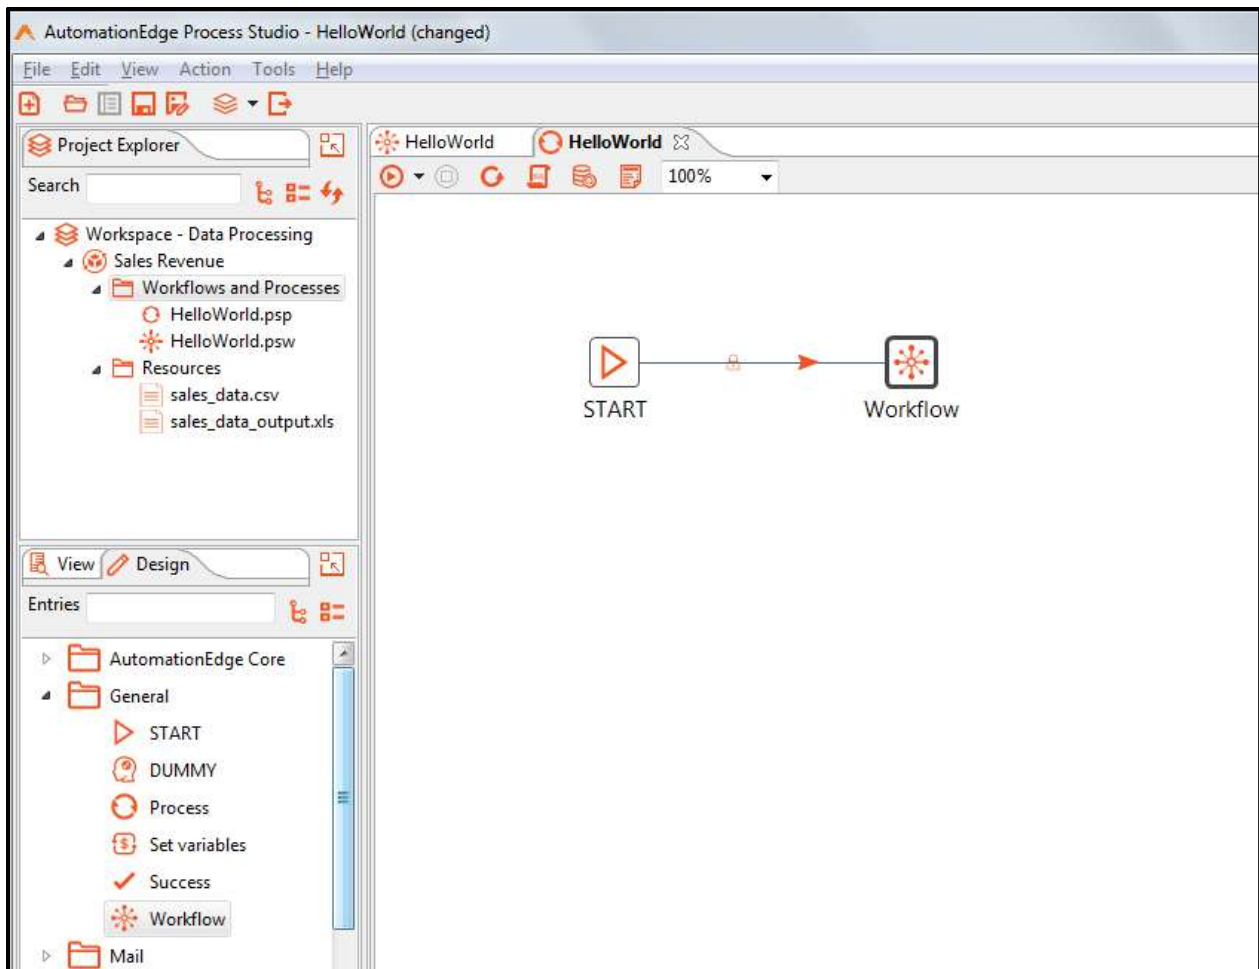 AutomationEdge Process Studio - HelloWorld (changed)
File Edit View Action Tools Help
Project Explorer
Search
Workspace - Data Processing
Sales Revenue
Workflows and Processes
HelloWorld.psp
HelloWorld.psw
Resources
sales_data.csv
sales_data_output.xls
View Design
Entries
AutomationEdge Core
General
START
DUMMY
Process
Set variables
Success
Workflow
Mail
HelloWorld HelloWorld
100%
START Workflow